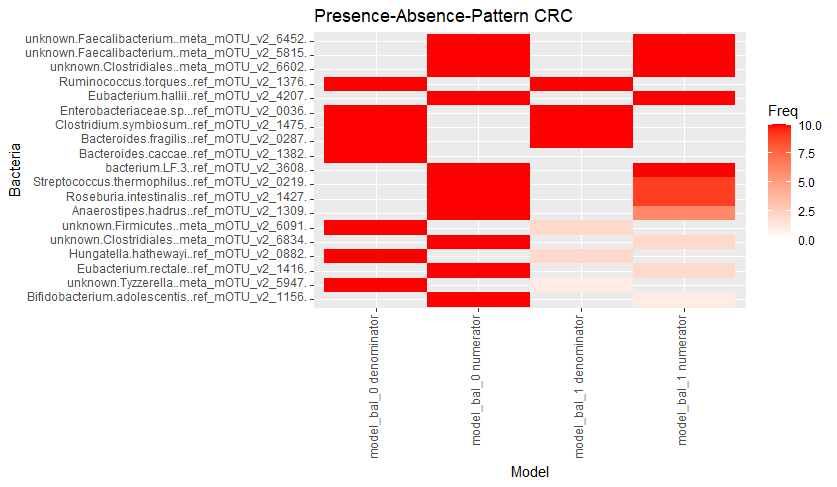 Presence-Absence-Pattern CRC
unknown.Faecalibacterium..meta_mOTU_v2_6452.
unknown.Faecalibacterium..meta_mOTU_v2_5815.
unknown.Clostridiales..meta_mOTU_v2_6602.
Ruminococcus.torques..ref_mOTU_v2_1376.
Eubacterium.hallii..ref_mOTU_v2_4207.
Enterobacteriaceae.sp...ref_mOTU_v2_0036.
Clostridium.symbiosum..ref_mOTU_v2_1475.
Bacteroides.fragilis..ref_mOTU_v2_0287.
Bacteroides.caccae..ref_mOTU_v2_1382.
bacterium.LF.3..ref_mOTU_v2_3608.
Streptococcus.thermophilus..ref_mOTU_v2_0219.
Roseburia.intestinalis..ref_mOTU_v2_1427.
Anaerostipes.hadrus..ref_mOTU_v2_1309.
unknown.Firmicutes..meta_mOTU_v2_6091.
unknown.Clostridiales..meta_mOTU_v2_6834.
Hungatella.hathewayi..ref_mOTU_v2_0882.
Eubacterium.rectale..ref_mOTU_v2_1416.
unknown.Tyzzerella..meta_mOTU_v2_5947.
Bifidobacterium.adolescentis..ref_mOTU_v2_1156.
Bacteria
model_bal_0 denominator
model_bal_0 numerator
model_bal_1 denominator
model_bal_1 numerator
Model
Freq
10.0
7.5
5.0
2.5
0.0